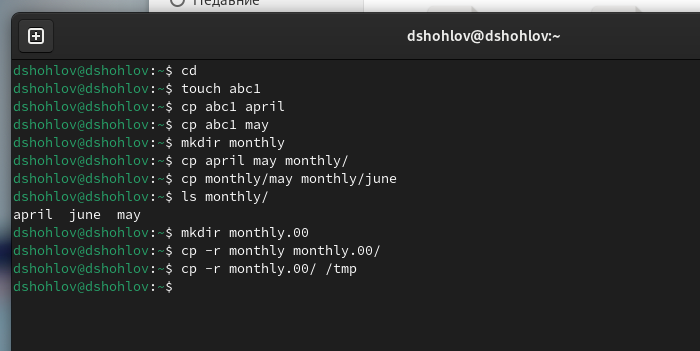 Недавние
dshohlov@dshohlov:~
dshohlov@dshohlov:~$ cd
dshohlov@dshohlov:~$ touch abc1
dshohlov@dshohlov:~$ cp abc1 april
dshohlov@dshohlov:~$ cp abc1 may
dshohlov@dshohlov:~$ mkdir monthly
dshohlov@dshohlov:~$ cp april may monthly/
dshohlov@dshohlov:~$ cp monthly/may monthly/june
dshohlov@dshohlov:~$ ls monthly/
april  june  may
dshohlov@dshohlov:~$ mkdir monthly.00
dshohlov@dshohlov:~$ cp -r monthly monthly.00/
dshohlov@dshohlov:~$ cp -r monthly.00/ /tmp
dshohlov@dshohlov:~$